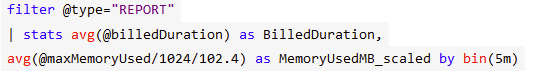 filter @type="REPORT"
| stats avg(@billedDuration) as BilledDuration,
avg(@maxMemoryUsed/1024/102.4) as MemoryUsedMB_scaled by bin(5m)